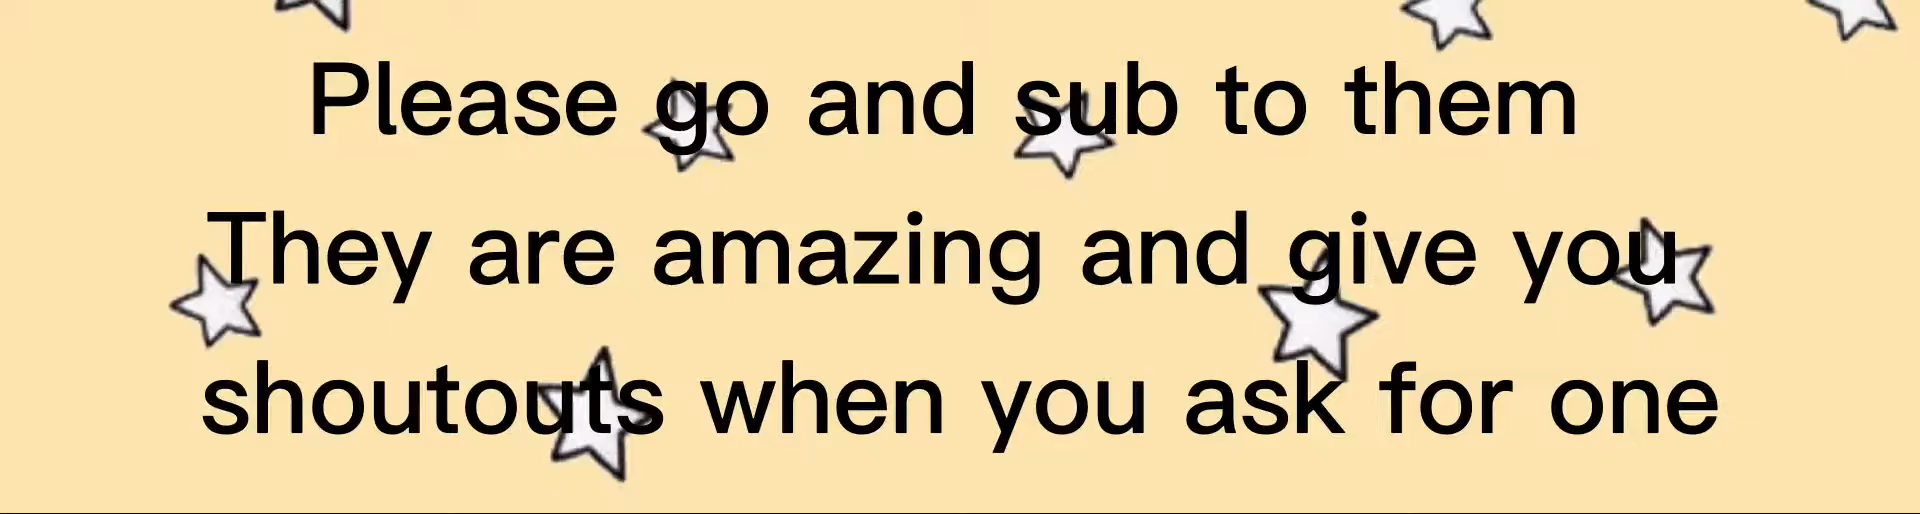 Please go and sub to them
They are amazing and give you
shoutouts when you ask for one